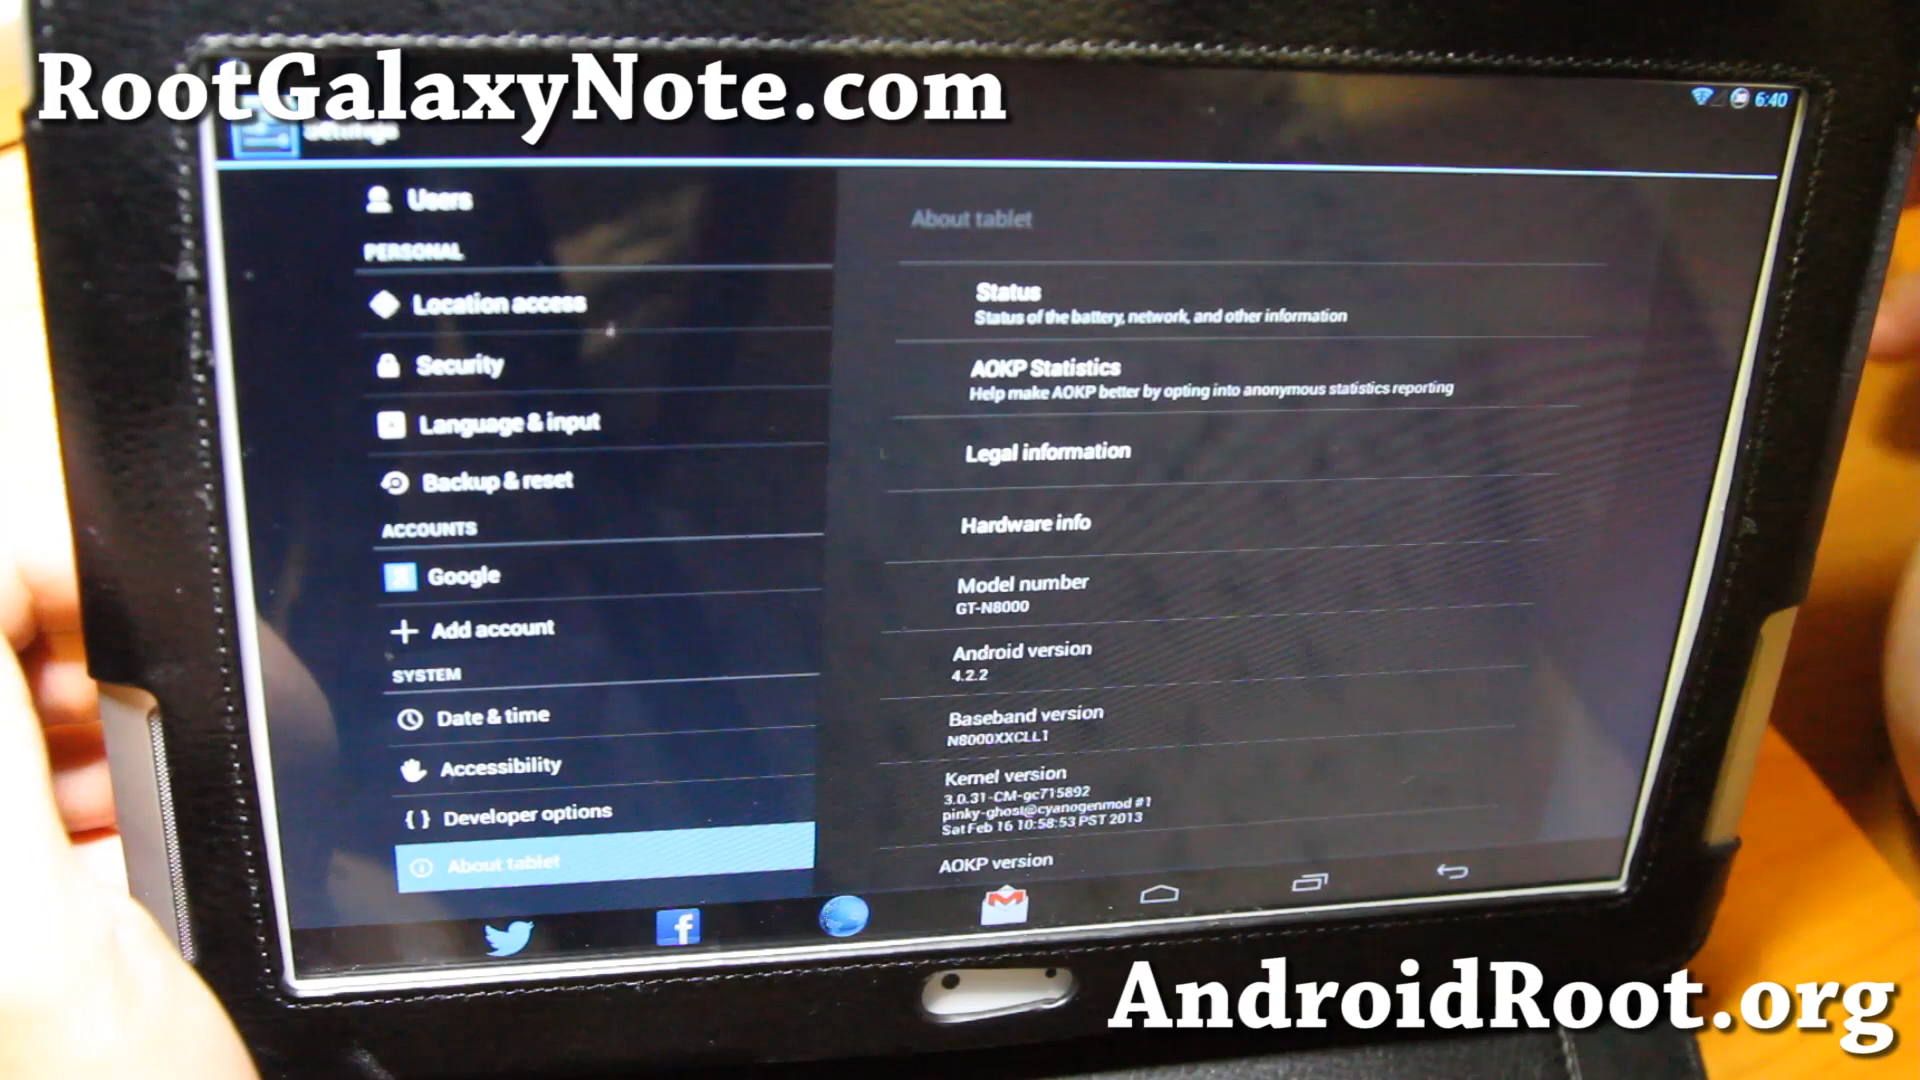 RootGalaxyNote.com
Settings
6:40
Users
PERSONAL
Location access
Security
Language & input
Backup & reset
ACCOUNTS
Google
Add account
SYSTEM
Date & time
Accessibility
{ } Developer options
About tablet
About tablet
Status
Status of the battery, network, and other information
AOKP Statistics
Help make AOKP better by opting into anonymous statistics reporting
Legal information
Hardware info
Model number
GT-N8000
Android version
4.2.2
Baseband version
N8000XXCLL1
Kernel version
3.0.31-CM-gc715892
pinky-ghost@cyanogenmod #1
Sat Feb 16 10:58:53 PST 2013
AOKP version
AndroidRoot.org